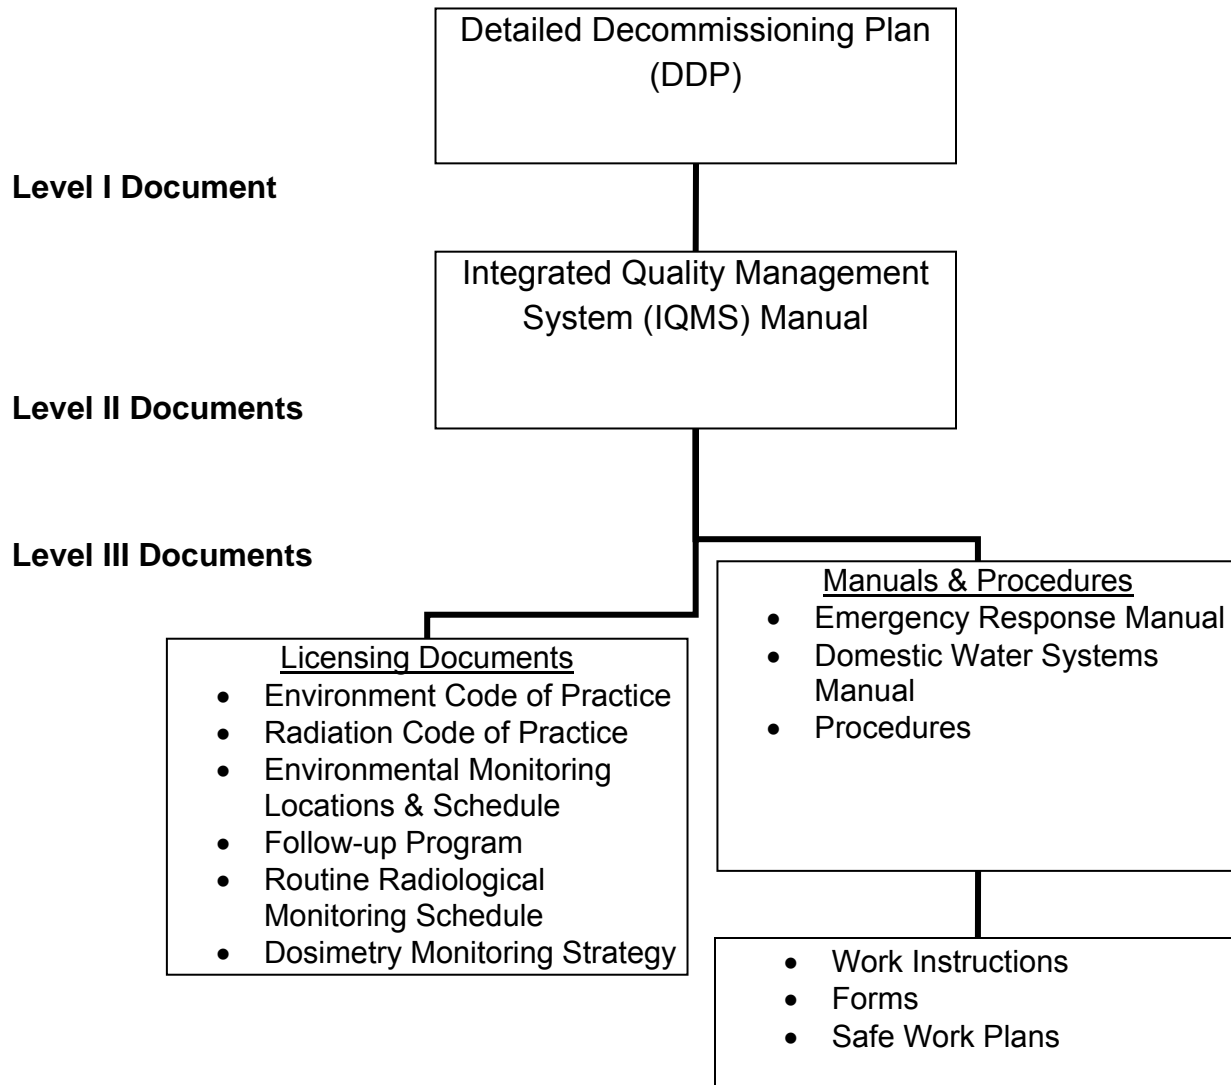 Detailed Decommissioning Plan
(DDP)
Level I Document
Integrated Quality Management
System (IQMS) Manual
Level II Documents
Level III Documents
Licensing Documents
• Environment Code of Practice
• Radiation Code of Practice
• Environmental Monitoring
Locations & Schedule
• Follow-up Program
• Routine Radiological
Monitoring Schedule
• Dosimetry Monitoring Strategy
Manuals & Procedures
• Emergency Response Manual
• Domestic Water Systems
Manual
• Procedures
• Work Instructions
• Forms
• Safe Work Plans